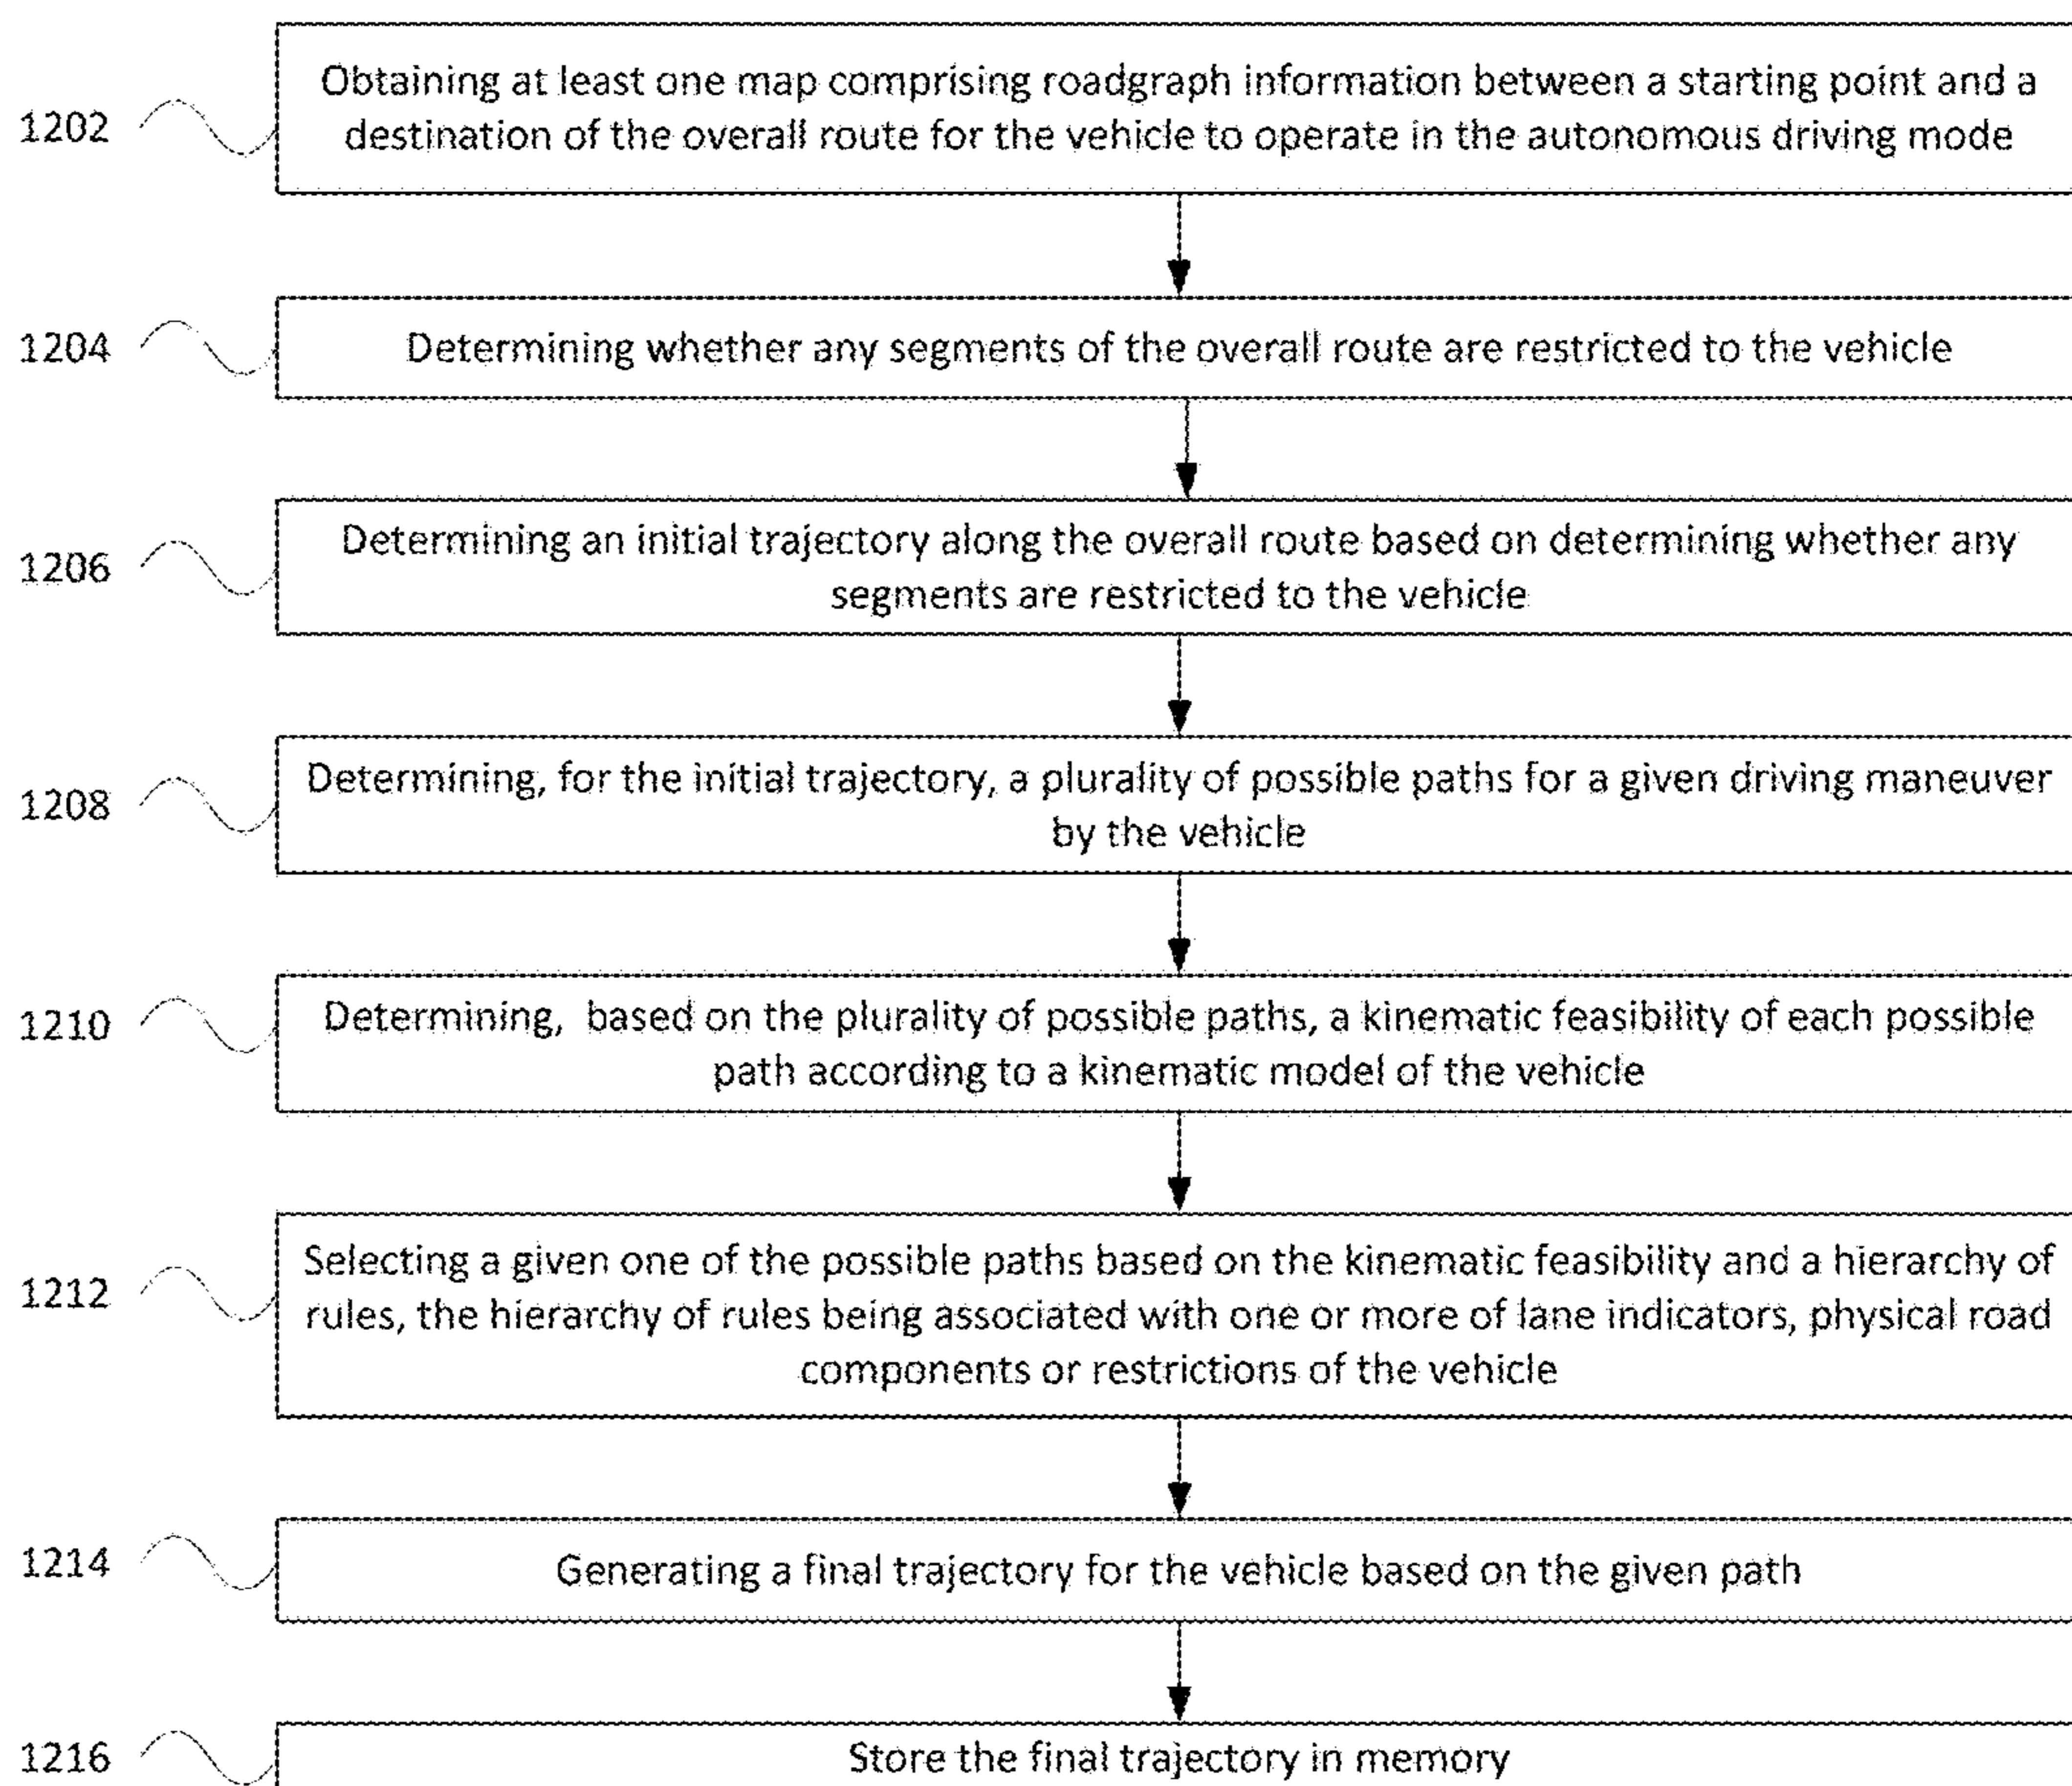 1202
Obtaining at least one map comprising roadgraph information between a starting point and a
destination of the overall route for the vehicle to operate in the autonomous driving mode
1204
Determining whether any segments of the overall route are restricted to the vehicle
1206
Determining an initial trajectory along the overall route based on determining whether any
segments are restricted to the vehicle
1208
Determining, for the initial trajectory, a plurality of possible paths for a given driving maneuver
by the vehicle
1210
Determining, based on the plurality of possible paths, a kinematic feasibility of each possible
path according to a kinematic model of the vehicle
1212
Selecting a given one of the possible paths based on the kinematic feasibility and a hierarchy of
rules, the hierarchy of rules being associated with one or more of lane indicators, physical road
components or restrictions of the vehicle
1214
Generating a final trajectory for the vehicle based on the given path
1216
Store the final trajectory in memory